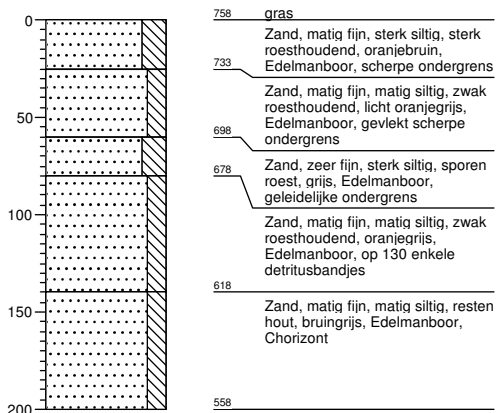 0
50
100
150
200
758
gras
Zand, matig fijn, sterk siltig, sterk
roesthoudend, oranjebruin,
Edelmanboor, scherpe ondergrens
733
Zand, matig fijn, matig siltig, zwak
roesthoudend, licht oranjegrijs,
Edelmanboor, gevlekt scherpe
ondergrens
698
Zand, zeer fijn, sterk siltig, sporen
roest, grijs, Edelmanboor,
geleidelijke ondergrens
678
Zand, matig fijn, matig siltig, zwak
roesthoudend, oranjegrijs,
Edelmanboor, op 130 enkele
detritusbandjes
618
Zand, matig fijn, matig siltig, resten
hout, bruingrijs, Edelmanboor,
Chorizont
558